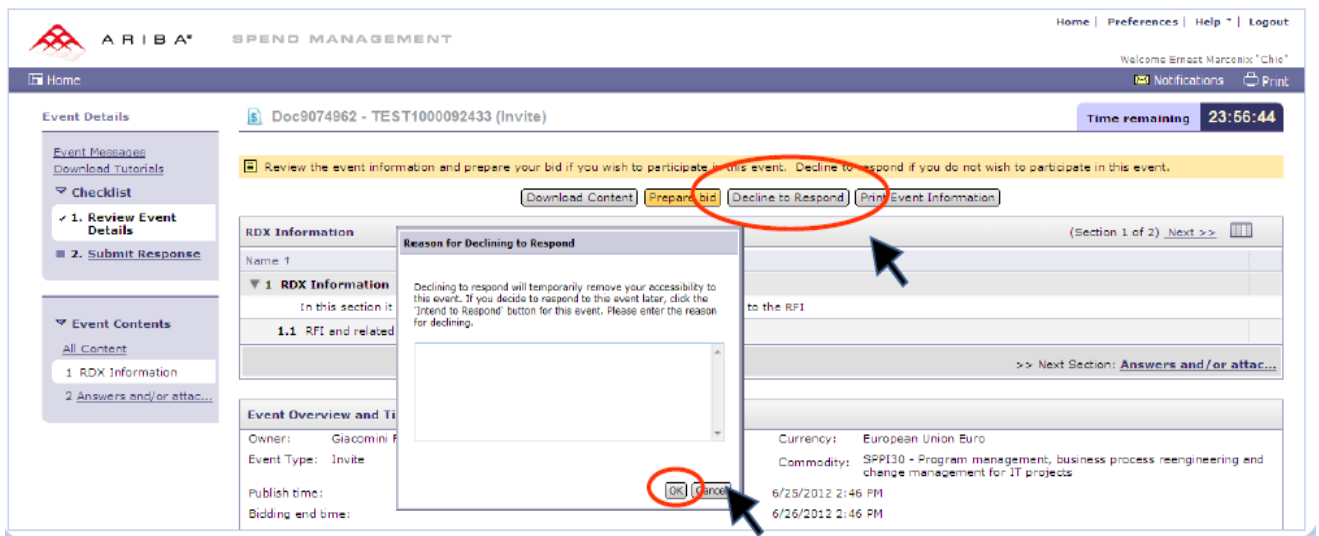 Home | Preferences | Help | Logout
ARIBA SPEND MANAGEMENT
Welcome Ernest Marconix "Chio"
Home Notifications Print
Event Details
Event Messages
Download Tutorials
Checklist
1. Review Event
Details
2. Submit Response
Event Contents
All Content
1 RDX Information
2 Answers and/or attac...
Doc9074962 - TEST1000092433 (Invite)
Time remaining 23:56:44
Review the event information and prepare your bid if you wish to participate in this event. Decline to respond if you do not wish to participate in this event.
Download Content Prepare bid Decline to Respond Print Event Information
RDX Information (Section 1 of 2) Next >>
Name ↑
1 RDX Information
In this section it to the RFI
1.1 RFI and related
>> Next Section: Answers and/or attac...
Reason for Declining to Respond
Declining to respond will temporarily remove your accessibility to
this event. If you decide to respond to this event later, click the
'Intend to Respond' button for this event. Please enter the reason
for declining.
OK Cancel
Event Overview and Ti
Owner: Giacomini
Currency: European Union Euro
Event Type: Invite
Commodity: SPPI30 - Program management, business process reengineering and
change management for IT projects
Publish time: 6/25/2012 2:46 PM
Bidding end time: 6/26/2012 2:46 PM